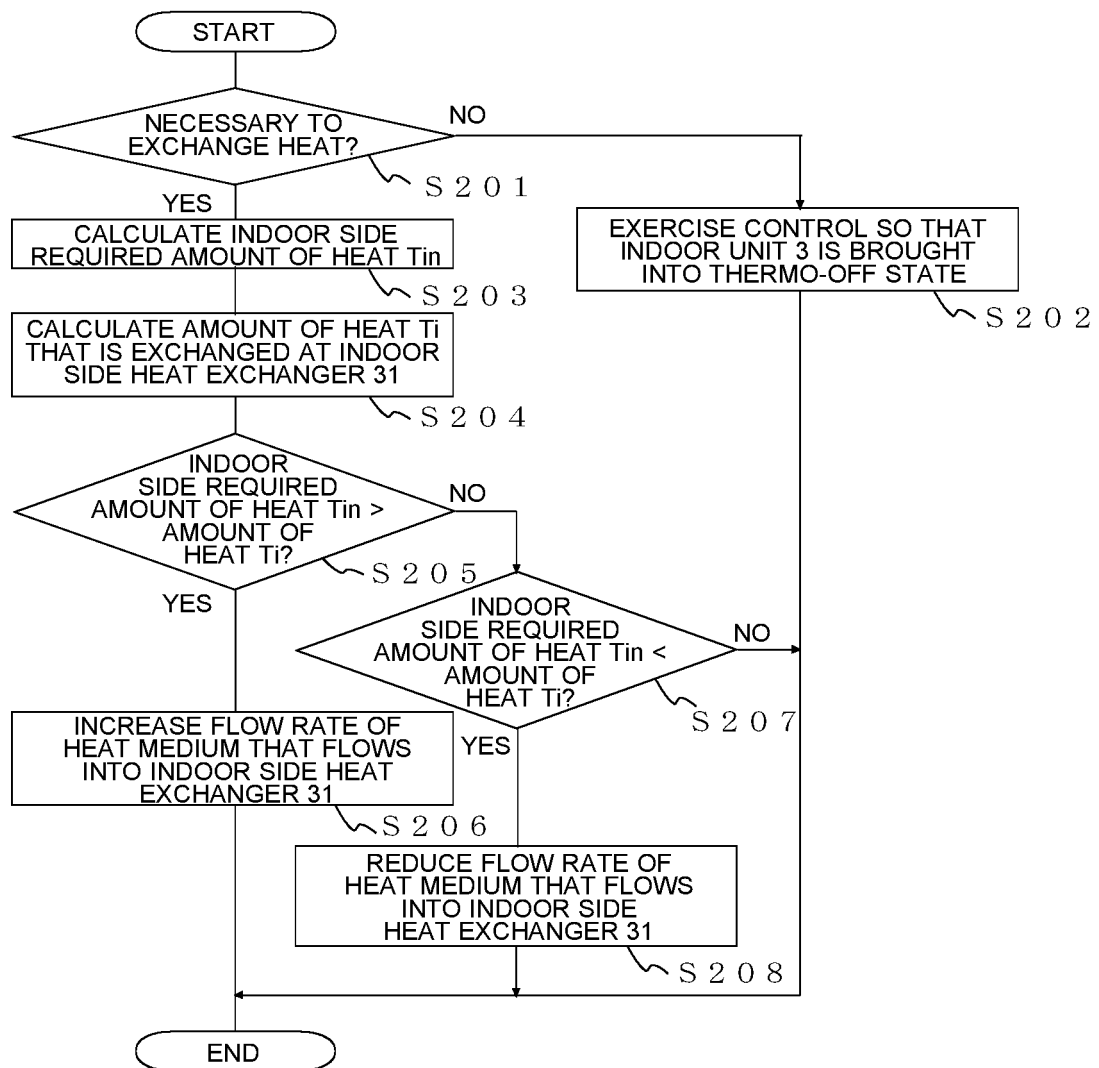 START
NECESSARY TO
EXCHANGE HEAT?
NO
S201
YES
CALCULATE INDOOR SIDE
REQUIRED AMOUNT OF HEAT Tin
S203
EXERCISE CONTROL SO THAT
INDOOR UNIT 3 IS BROUGHT
INTO THERMO-OFF STATE
S202
CALCULATE AMOUNT OF HEAT Ti
THAT IS EXCHANGED AT INDOOR
SIDE HEAT EXCHANGER 31
S204
INDOOR
SIDE REQUIRED
AMOUNT OF HEAT Tin >
AMOUNT OF
HEAT Ti?
NO
S205
YES
INDOOR
SIDE REQUIRED
AMOUNT OF HEAT Tin <
AMOUNT OF
HEAT Ti?
NO
S207
YES
INCREASE FLOW RATE OF
HEAT MEDIUM THAT FLOWS
INTO INDOOR SIDE HEAT
EXCHANGER 31
S206
REDUCE FLOW RATE OF
HEAT MEDIUM THAT FLOWS
INTO INDOOR SIDE
HEAT EXCHANGER 31
S208
END